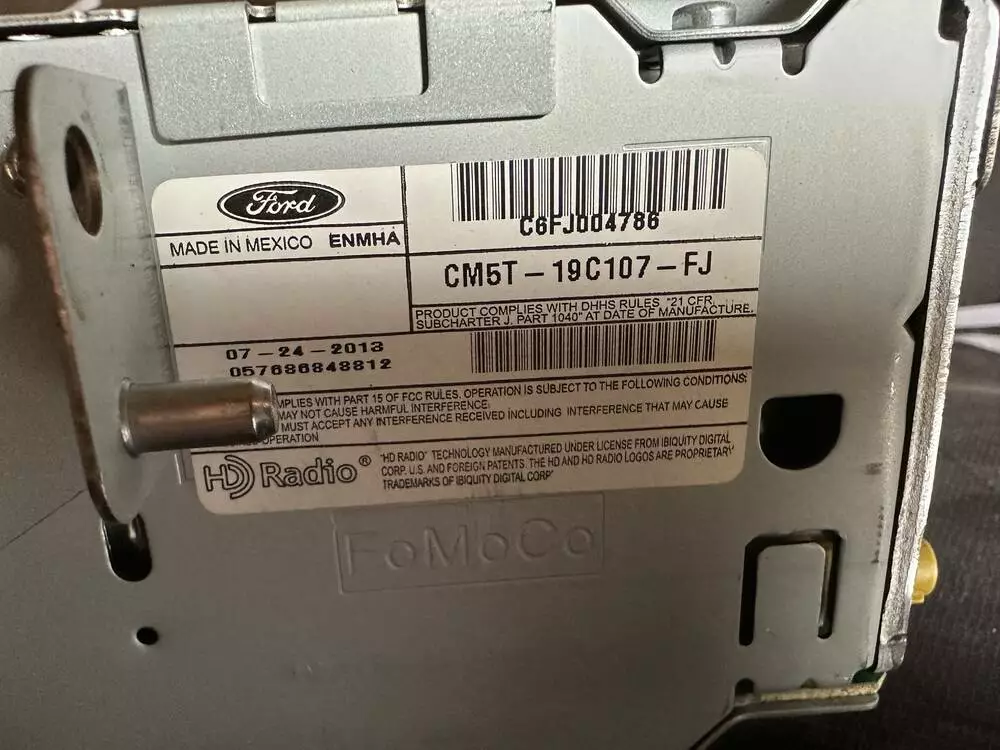 Ford
MADE IN MEXICO ENMHA
C6FJ004786
CM5T-19C107-FJ
PRODUCT COMPLIES WITH DHHS RULES, "21 CFR,
SUBCHARTER J, PART 1040" AT DATE OF MANUFACTURE.
07-24-2013
057686848812
MPLIES WITH PART 15 OF FCC RULES. OPERATION IS SUBJECT TO THE FOLLOWING CONDITIONS:
MAY NOT CAUSE HARMFUL INTERFERENCE.
MUST ACCEPT ANY INTERFERENCE RECEIVED INCLUDING INTERFERENCE THAT MAY CAUSE
OPERATION
HD Radio®
"HD RADIO" TECHNOLOGY MANUFACTURED UNDER LICENSE FROM IBIQUITY DIGITAL
CORP. U.S. AND FOREIGN PATENTS. THE HD AND HD RADIO LOGOS ARE PROPRIETARY
TRADEMARKS OF IBIQUITY DIGITAL CORP
FoMoCo